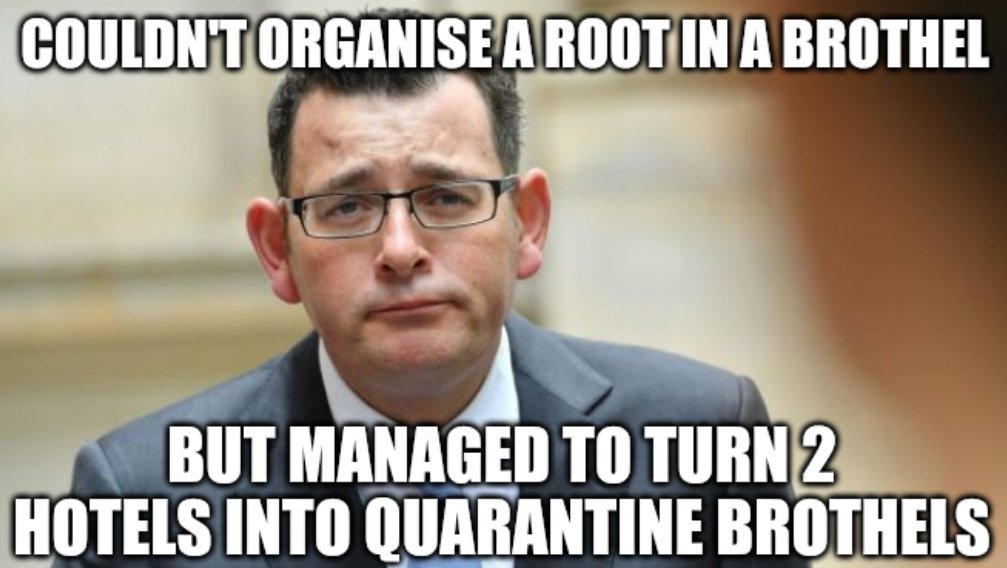 COULDN'T ORGANISE A ROOT IN A BROTHEL
BUT MANAGED TO TURN 2
HOTELS INTO QUARANTINE BROTHELS